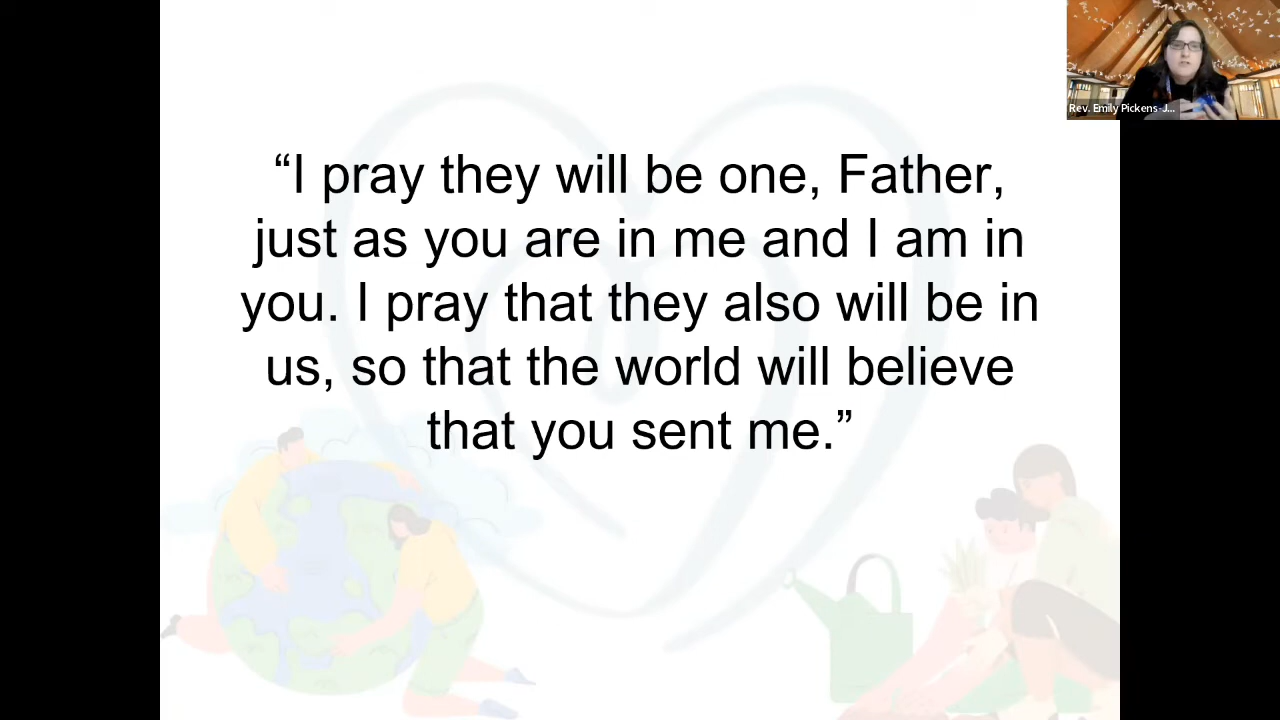 Rev. Emily Pickens-J...
“I pray they will be one, Father,
just as you are in me and I am in
you. I pray that they also will be in
us, so that the world will believe
that you sent me.”